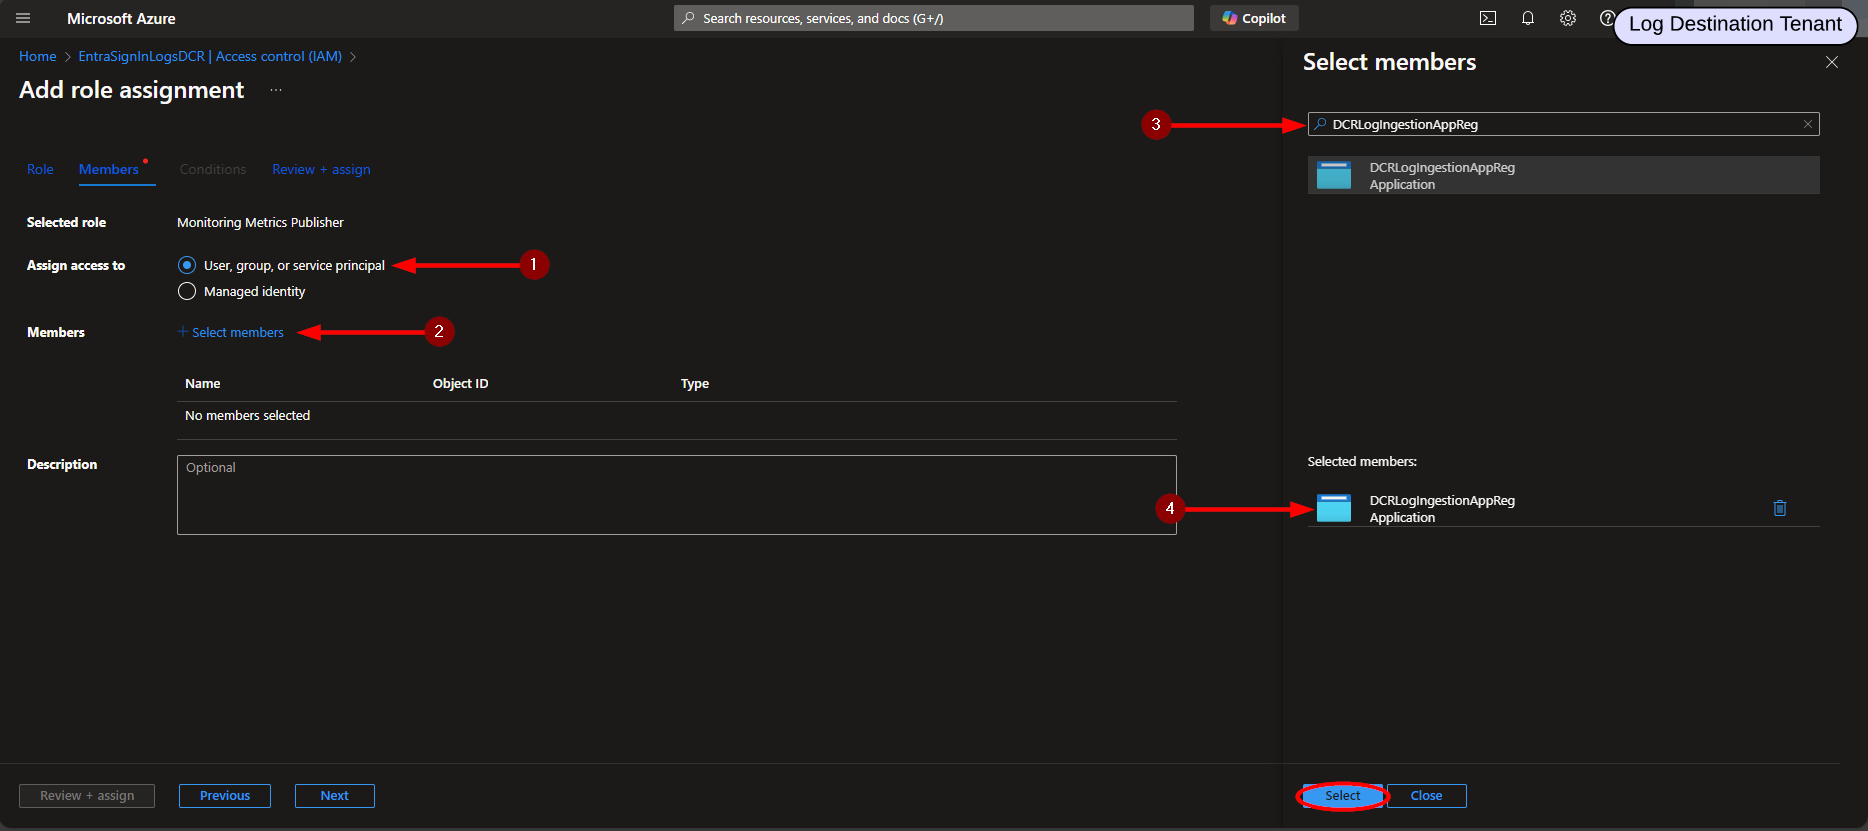 Microsoft Azure
Search resources, services, and docs (G+/)
Copilot
Log Destination Tenant
Home > EntraSignInLogsDCR | Access control (IAM) >
Add role assignment ...
Role
Members
Conditions
Review + assign
Selected role
Monitoring Metrics Publisher
Assign access to
User, group, or service principal
1
Managed identity
Members
+ Select members
2
Name
Object ID
Type
No members selected
Description
Optional
Review + assign
Previous
Next
Select members
3
DCRLogIngestionAppReg
DCRLogIngestionAppReg
Application
Selected members:
4
DCRLogIngestionAppReg
Application
Select
Close